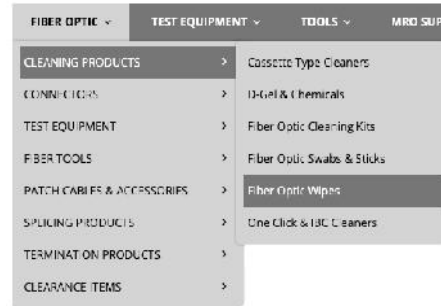 FIBER OPTIC
TEST EQUIPMENT
TOOLS
MRO SUP
CLEANING PRODUCTS
CONNECTORS
TEST EQUIPMENT
FIBER TOOLS
PATCH CABLES & ACCESSORIES
SPLICING PRODUCTS
TERMINATION PRODUCTS
CLEARANCE ITEMS
Cassette Type Cleaners
D-Gel & Chemicals
Fiber Optic Cleaning Kits
Fiber Optic Swabs & Sticks
Fiber Optic Wipes
One Click & IBC Cleaners